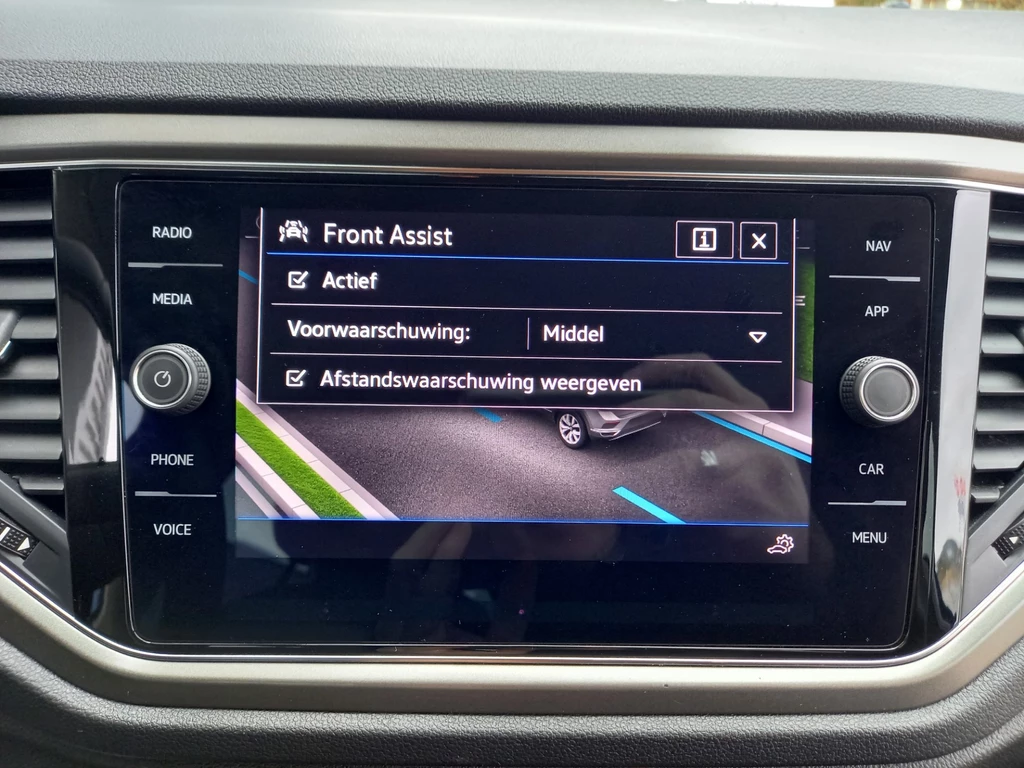 RADIO
MEDIA
PHONE
VOICE
Front Assist
i
Actief
Voorwaarschuwing: Middel
Afstandswaarschuwing weergeven
NAV
APP
CAR
MENU